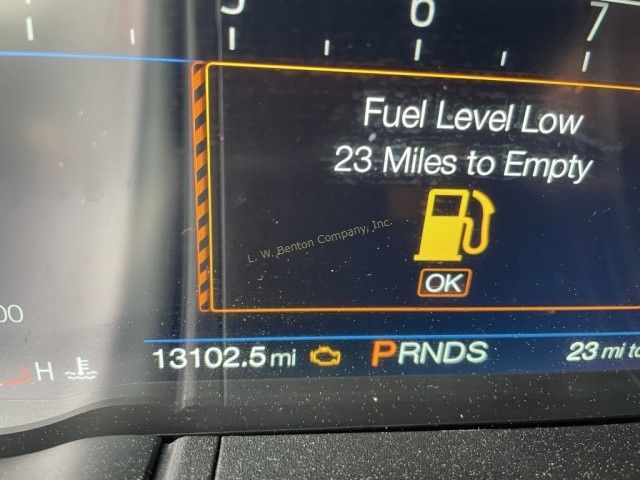 5 6 7
Fuel Level Low
23 Miles to Empty
L. W. Benton Company, Inc.
OK
00
H
13102.5 mi PRNDS 23 mi to